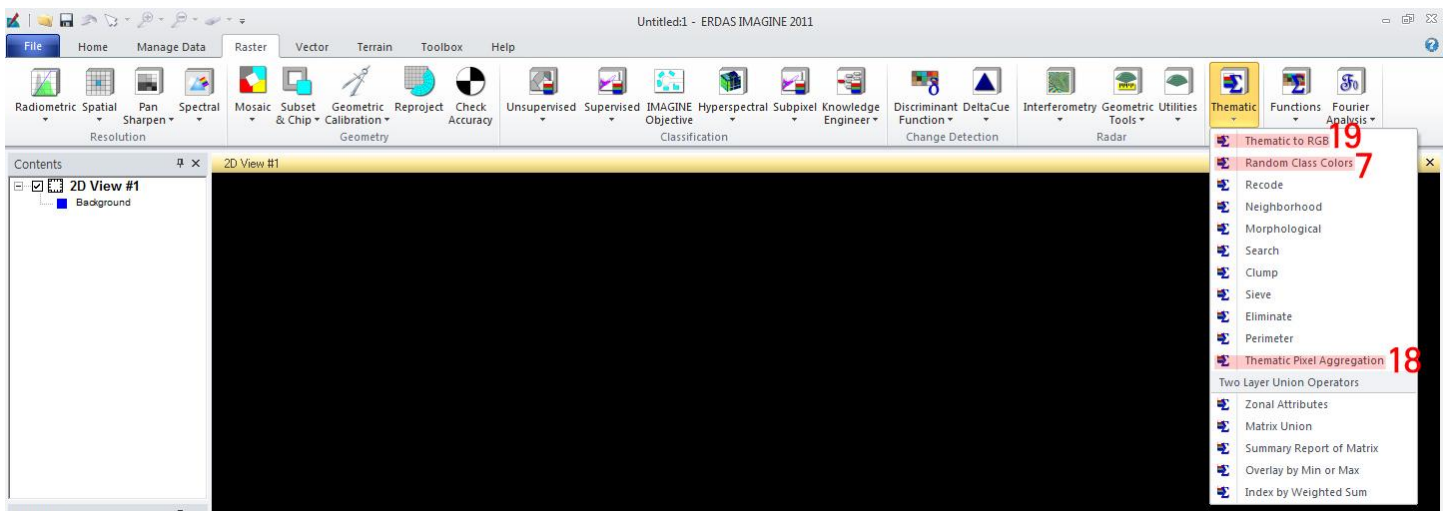 Untitled:1 - ERDAS IMAGINE 2011
File Home Manage Data Raster Vector Terrain Toolbox Help
Radiometric Spatial Pan Sharpen Spectral Mosaic Subset & Chip Geometric Calibration Reproject Check Accuracy Unsupervised Supervised IMAGINE Objective Hyperspectral Subpixel Knowledge Engineer Discriminant Function DeltaCue Interferometry Geometric Tools Utilities Thematic Functions Fourier Analysis
Resolution Geometry Classification Change Detection Radar
Contents
2D View #1
2D View #1
Background
Thematic to RGB 19
Random Class Colors 7
Recode
Neighborhood
Morphological
Search
Clump
Sieve
Eliminate
Perimeter
Thematic Pixel Aggregation 18
Two Layer Union Operators
Zonal Attributes
Matrix Union
Summary Report of Matrix
Overlay by Min or Max
Index by Weighted Sum